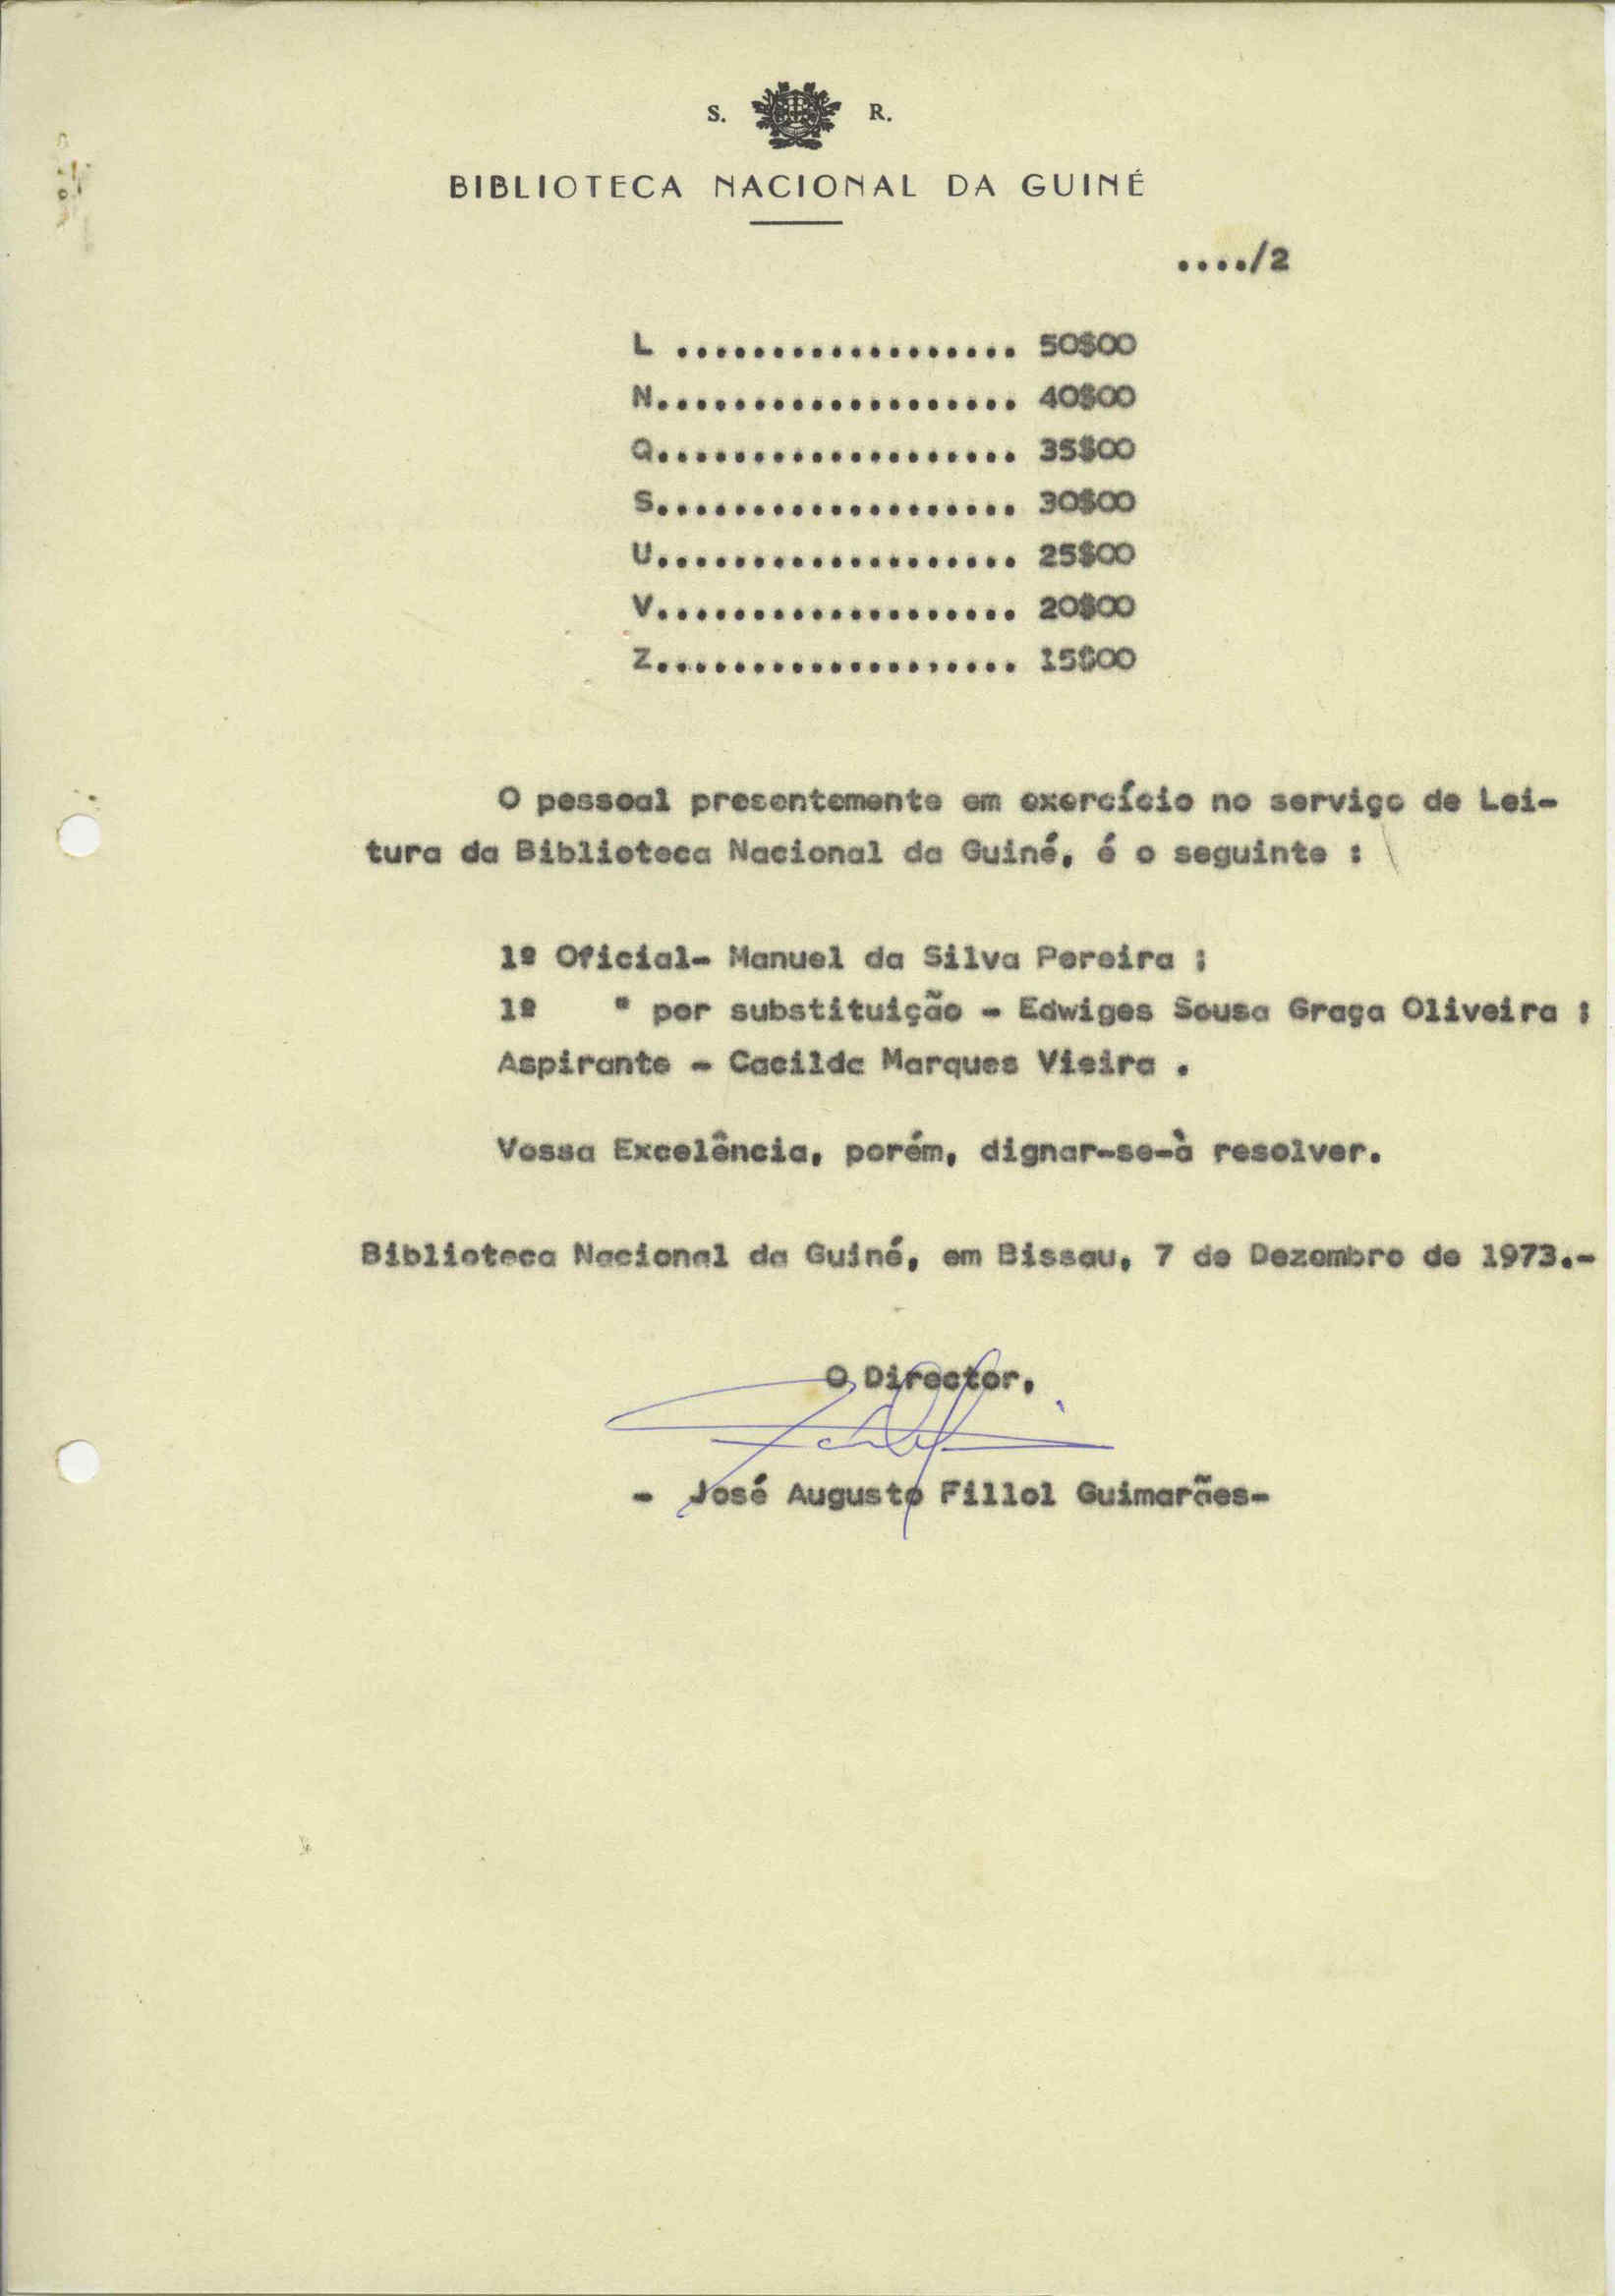 S. R.
BIBLIOTECA NACIONAL DA GUINÉ
..../2
L .................. 50$00
N................... 40$00
Q................... 35$00
S................... 30$00
U................... 25$00
V................... 20$00
Z................... 15$00
O pessoal presentemente em exercício no serviço de Lei-
tura da Biblioteca Nacional da Guiné, é o seguinte :
1º Oficial- Manuel da Silva Pereira ;
1º " por substituição - Edwiges Sousa Graça Oliveira ;
Aspirante - Cacilda Marques Vieira .
Vossa Excelência, porém, dignar-se-à resolver.
Biblioteca Nacional da Guiné, em Bissau, 7 de Dezembro de 1973.-
O Director,
- José Augusto Fillol Guimarães-